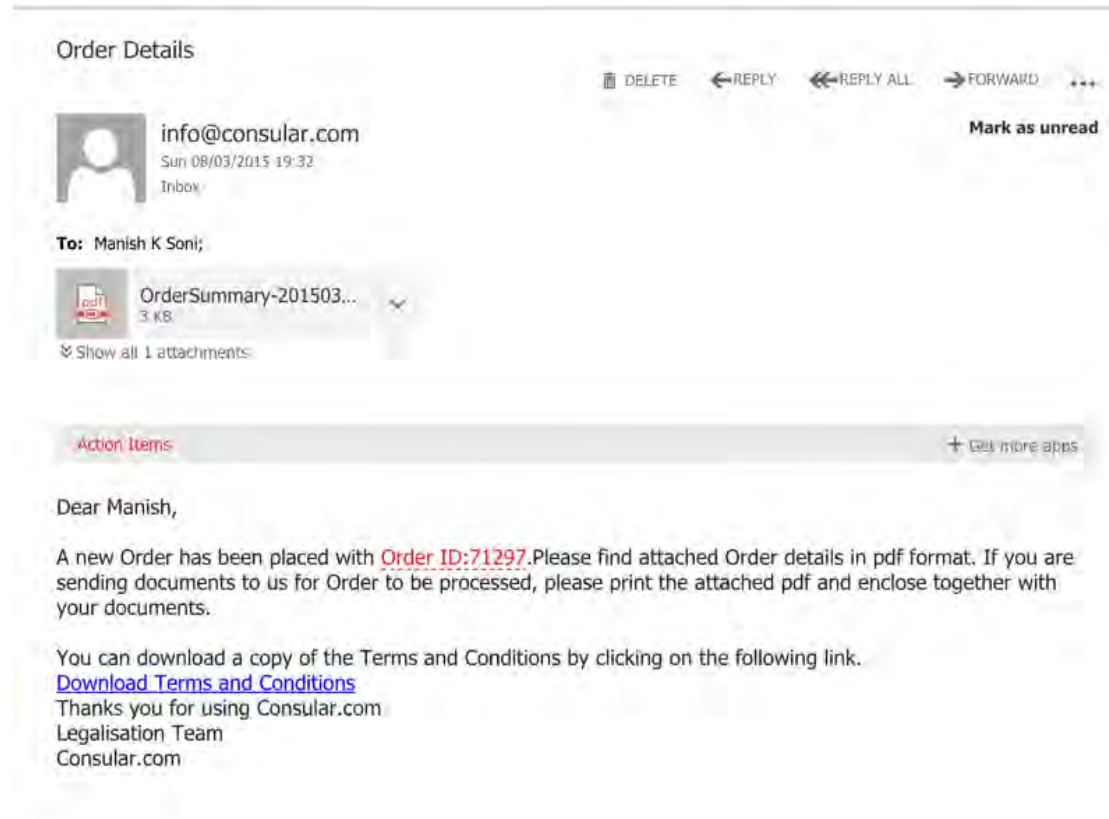 Order Details
DELETE REPLY REPLY ALL FORWARD ...
info@consular.com
Mark as unread
Sun 08/03/2015 19:32
Inbox
To: Manish K Soni;
pdf
OrderSummary-201503...
3 KB
Show all 1 attachments
Action Items
+ Get more apps
Dear Manish,
A new Order has been placed with Order ID:71297.Please find attached Order details in pdf format. If you are
sending documents to us for Order to be processed, please print the attached pdf and enclose together with
your documents.
You can download a copy of the Terms and Conditions by clicking on the following link.
Download Terms and Conditions
Thanks you for using Consular.com
Legalisation Team
Consular.com